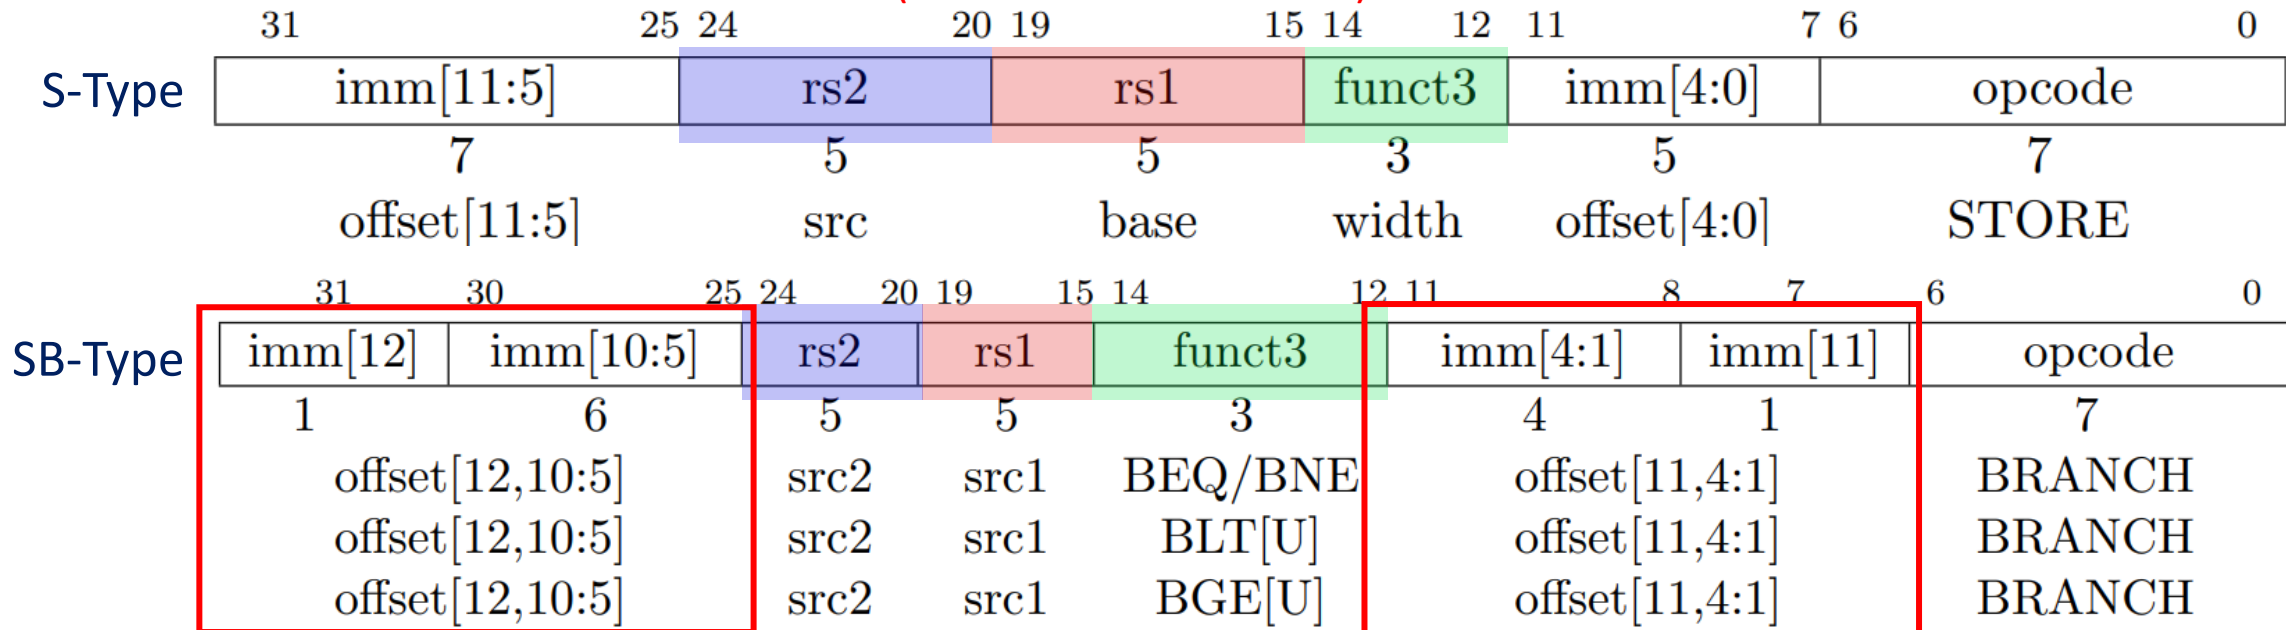 31 25 24 20 19 15 14 12 11 7 6 0
S-Type imm[11:5] rs2 rs1 funct3 imm[4:0] opcode
7 5 5 3 5 7
offset[11:5] src base width offset[4:0] STORE
31 30 25 24 20 19 15 14 12 11 8 7 6 0
SB-Type imm[12] imm[10:5] rs2 rs1 funct3 imm[4:1] imm[11] opcode
1 6 5 5 3 4 1 7
offset[12,10:5] src2 src1 BEQ/BNE offset[11,4:1] BRANCH
offset[12,10:5] src2 src1 BLT[U] offset[11,4:1] BRANCH
offset[12,10:5] src2 src1 BGE[U] offset[11,4:1] BRANCH